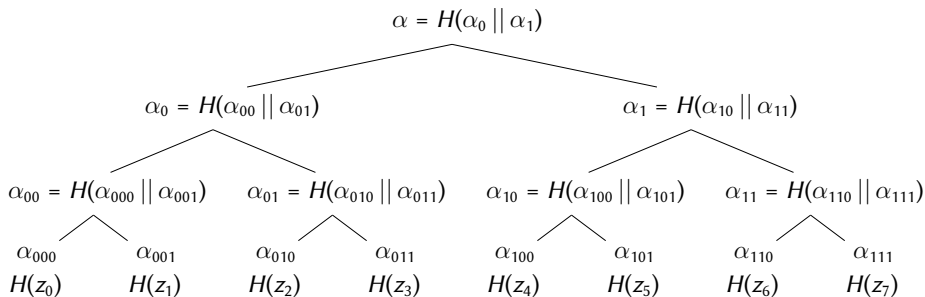 α = H(α₀ || α₁)
α₀ = H(α₀₀ || α₀₁) α₁ = H(α₁₀ || α₁₁)
α₀₀ = H(α₀₀₀ || α₀₀₁) α₀₁ = H(α₀₁₀ || α₀₁₁) α₁₀ = H(α₁₀₀ || α₁₀₁) α₁₁ = H(α₁₁₀ || α₁₁₁)
α₀₀₀ α₀₀₁ α₀₁₀ α₀₁₁ α₁₀₀ α₁₀₁ α₁₁₀ α₁₁₁
H(z₀) H(z₁) H(z₂) H(z₃) H(z₄) H(z₅) H(z₆) H(z₇)